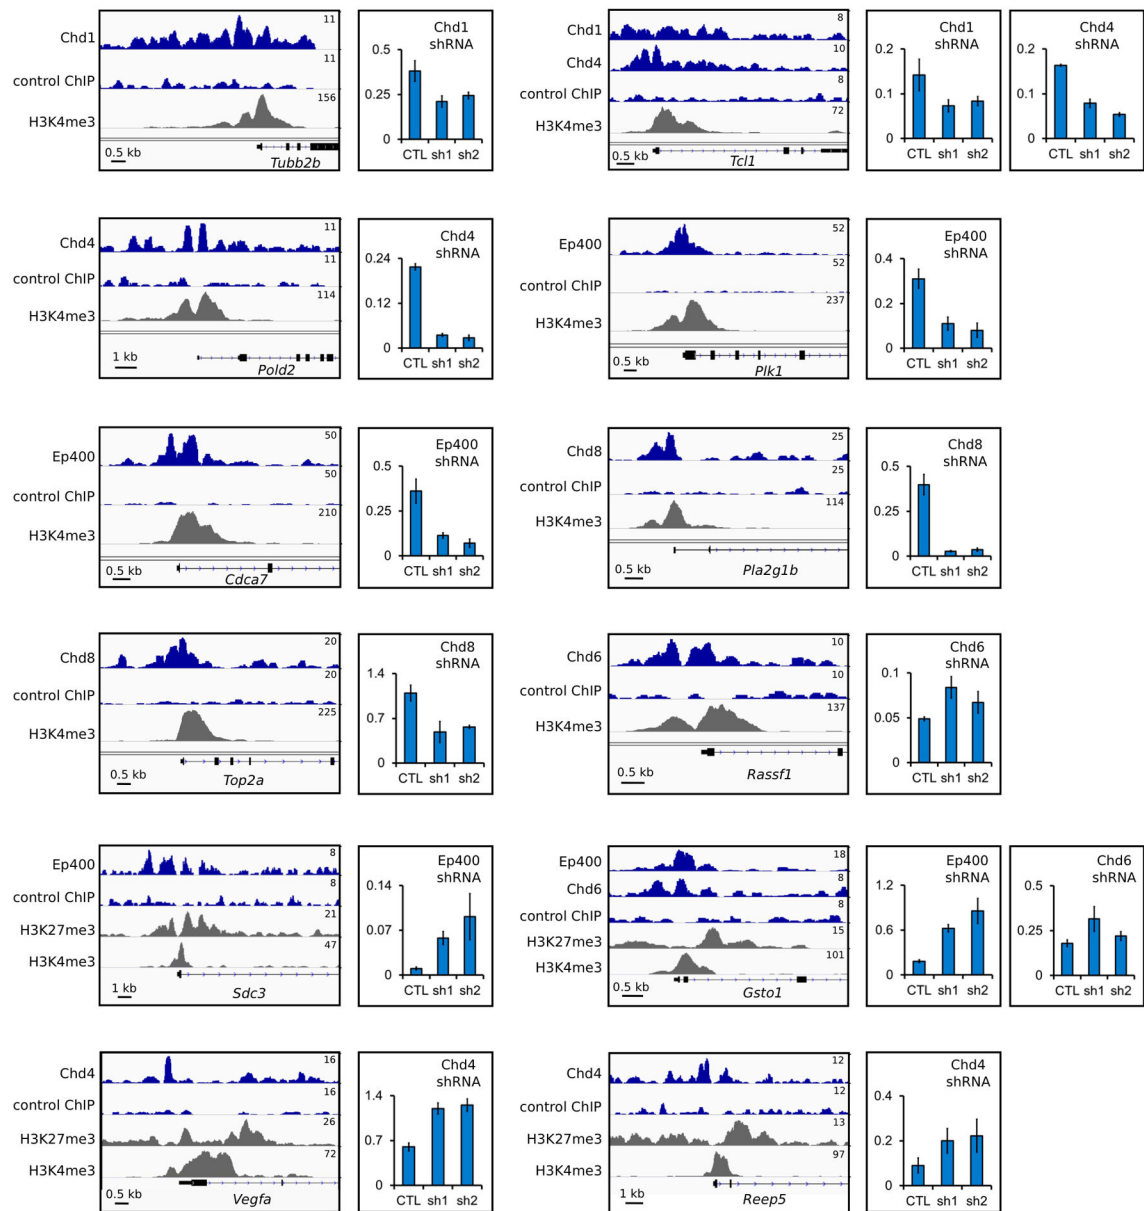 Chd1
11
control ChIP
11
H3K4me3
156
0.5 kb
Tubb2b
Chd1
shRNA
0.5
0.25
0
CTL sh1 sh2
Chd1
8
Chd4
10
control ChIP
8
H3K4me3
72
0.5 kb
Tcl1
Chd1
shRNA
0.2
0.1
0
CTL sh1 sh2
Chd4
shRNA
0.2
0.1
0
CTL sh1 sh2
Chd4
11
control ChIP
11
H3K4me3
114
1 kb
Pold2
Chd4
shRNA
0.24
0.12
0
CTL sh1 sh2
Ep400
52
control ChIP
52
H3K4me3
237
0.5 kb
Plk1
Ep400
shRNA
0.4
0.2
0
CTL sh1 sh2
Ep400
50
control ChIP
50
H3K4me3
210
0.5 kb
Cdca7
Ep400
shRNA
0.5
0.25
0
CTL sh1 sh2
Chd8
25
control ChIP
25
H3K4me3
114
0.5 kb
Pla2g1b
Chd8
shRNA
0.5
0.25
0
CTL sh1 sh2
Chd8
20
control ChIP
20
H3K4me3
225
0.5 kb
Top2a
Chd8
shRNA
1.4
0.7
0
CTL sh1 sh2
Chd6
10
control ChIP
10
H3K4me3
137
0.5 kb
Rassf1
Chd6
shRNA
0.1
0.05
0
CTL sh1 sh2
Ep400
8
control ChIP
8
H3K27me3
21
H3K4me3
47
1 kb
Sdc3
Ep400
shRNA
0.14
0.07
0
CTL sh1 sh2
Ep400
18
Chd6
8
control ChIP
8
H3K27me3
15
H3K4me3
101
0.5 kb
Gsto1
Ep400
shRNA
1.2
0.6
0
CTL sh1 sh2
Chd6
shRNA
0.5
0.25
0
CTL sh1 sh2
Chd4
16
control ChIP
16
H3K27me3
26
H3K4me3
72
0.5 kb
Vegfa
Chd4
shRNA
1.4
0.7
0
CTL sh1 sh2
Chd4
12
control ChIP
12
H3K27me3
13
H3K4me3
97
1 kb
Reep5
Chd4
shRNA
0.4
0.2
0
CTL sh1 sh2